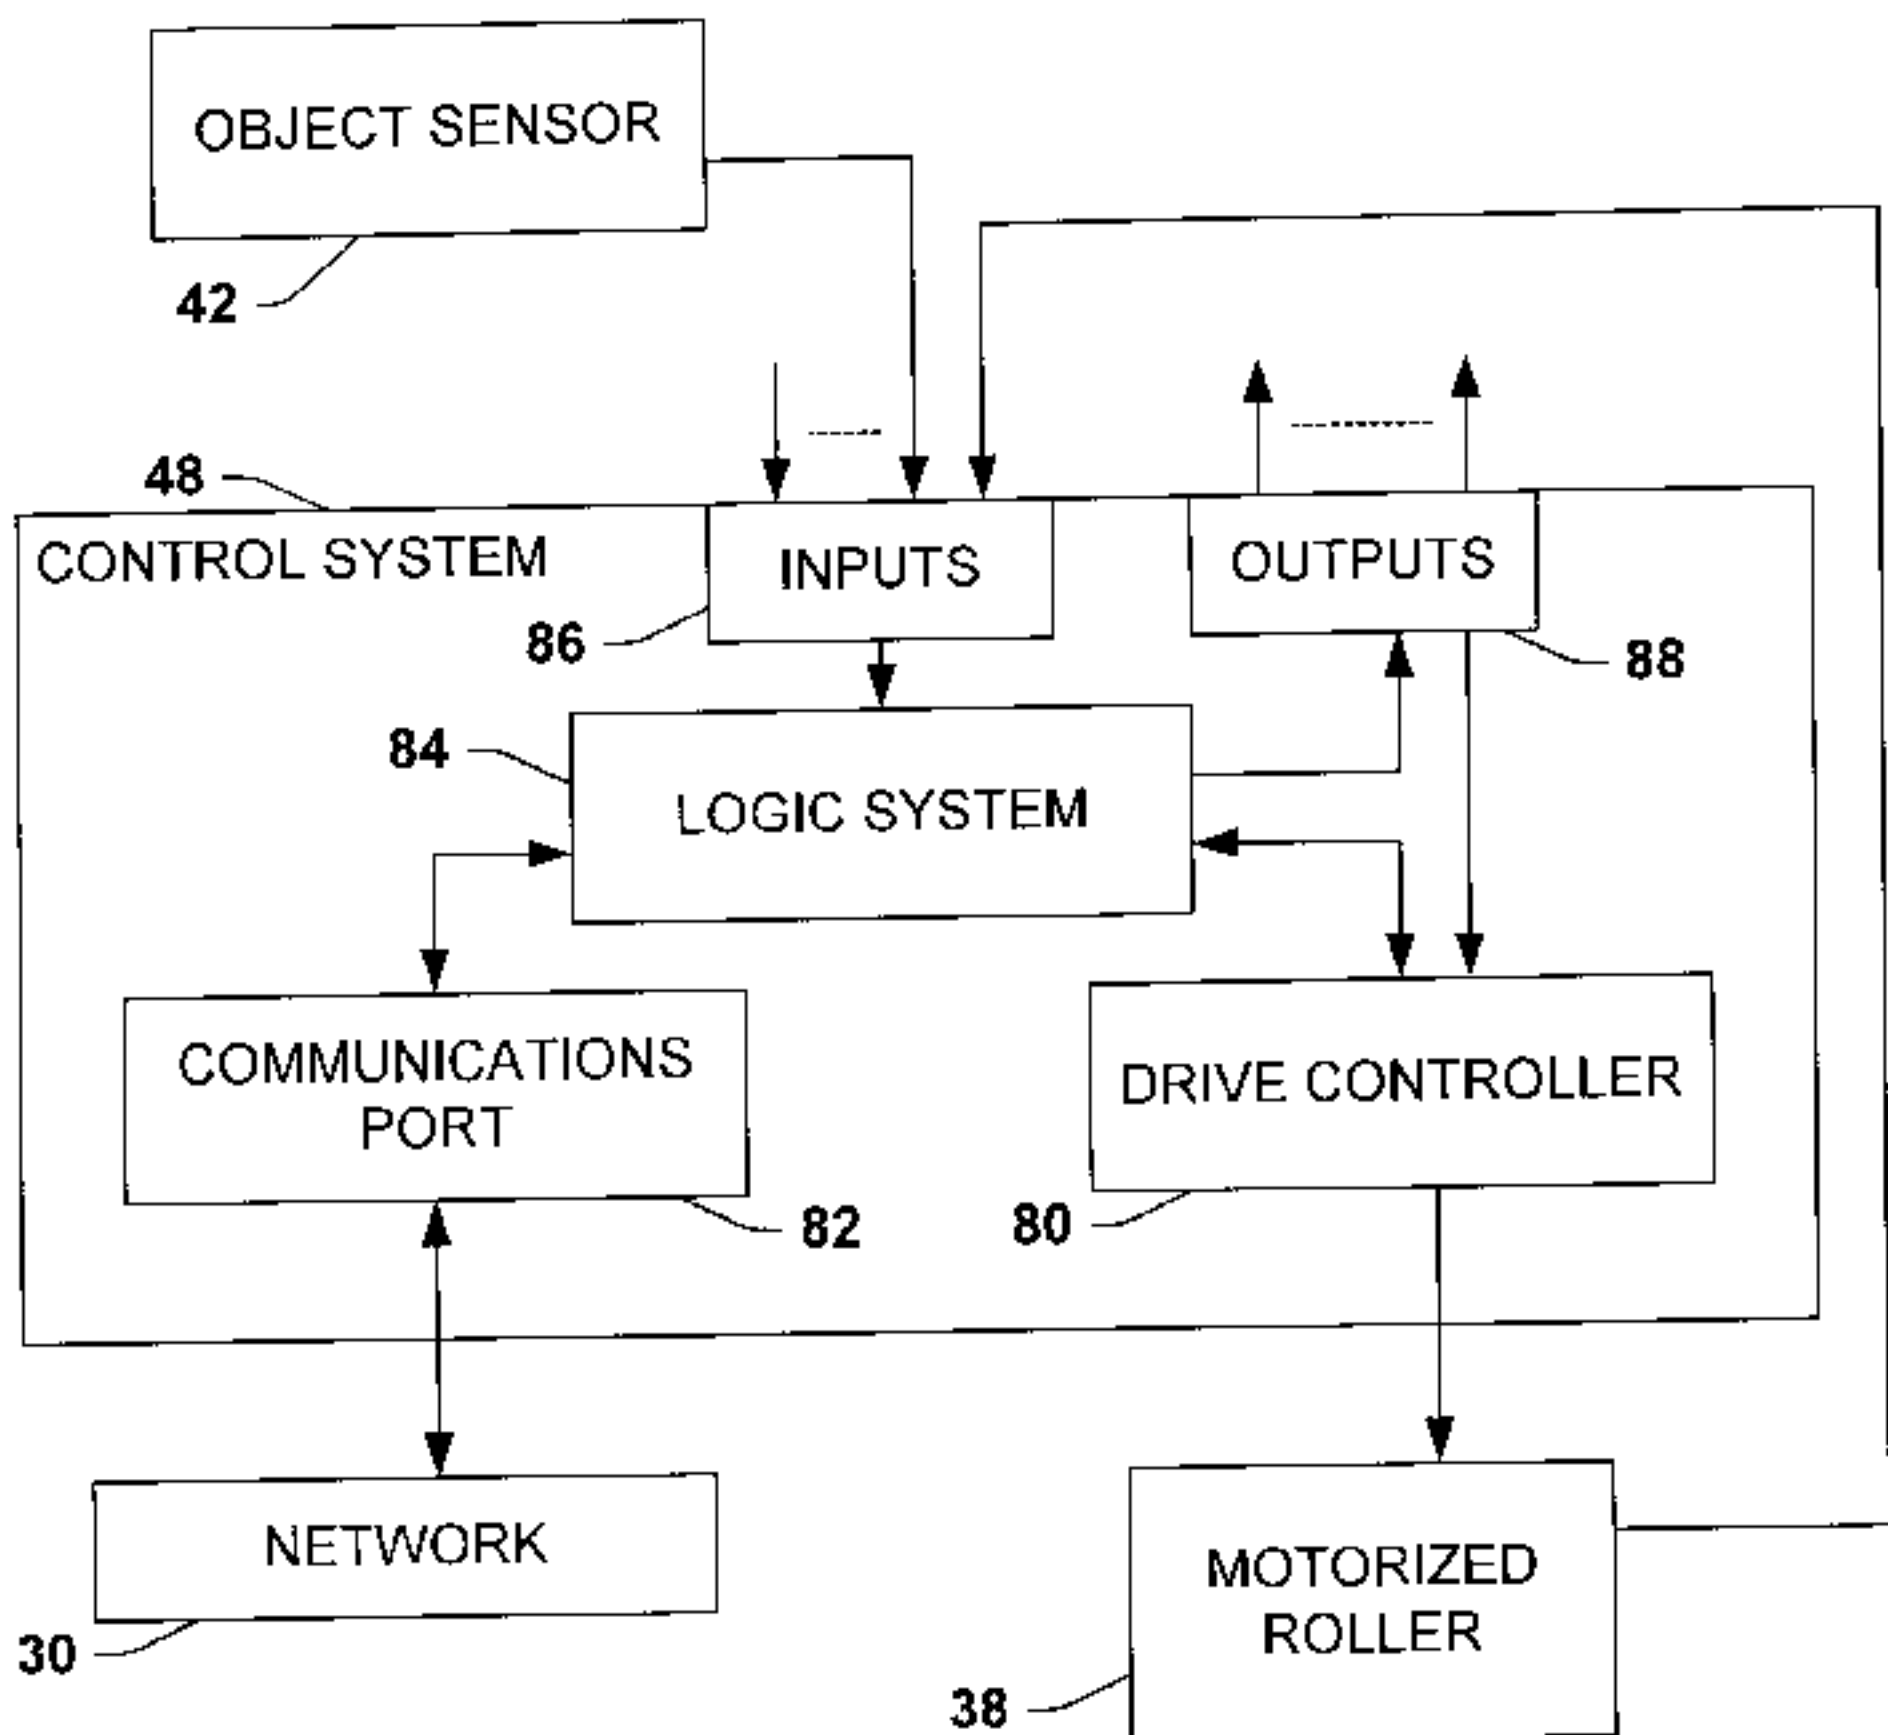 OBJECT SENSOR
42
48
CONTROL SYSTEM
INPUTS
OUTPUTS
86
88
84
LOGIC SYSTEM
COMMUNICATIONS
PORT
DRIVE CONTROLLER
82
80
NETWORK
MOTORIZED
ROLLER
30
38